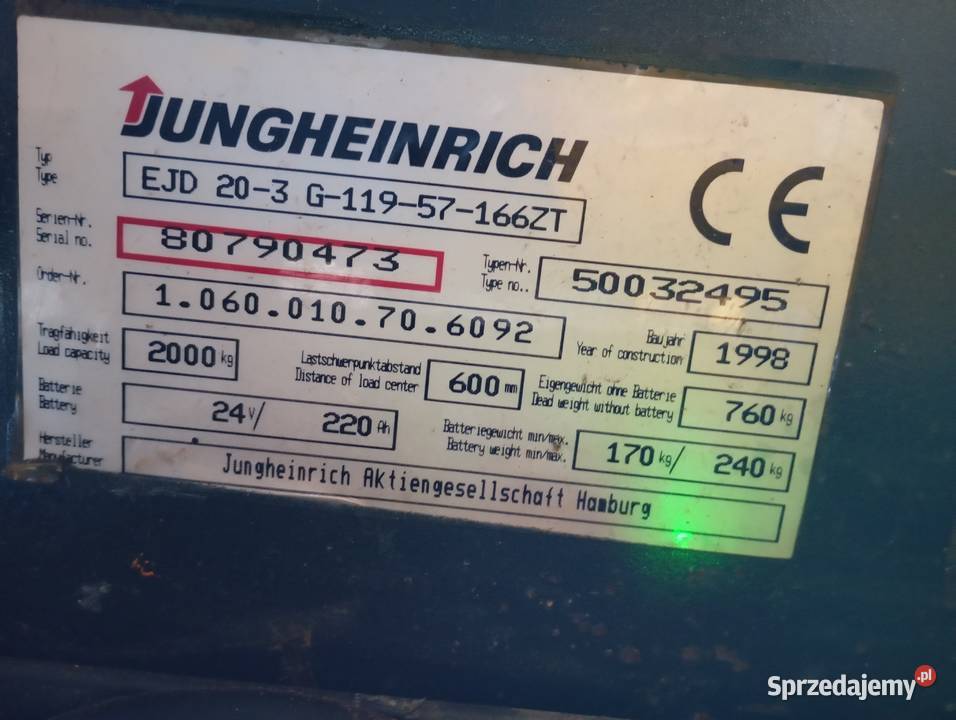 JUNGHEINRICH
CE
Typ
Type
EJD 20-3 G-119-57-166ZT
Serien-Nr.
Serial no.
80790473
Typen-Nr.
Type no..
50032495
Order-Nr.
1.060.010.70.6092
Baujahr
Year of construction
1998
Tragfähigkeit
Load capacity
2000 kg
Lastschwerpunktabstand
Distance of load center
600 mm
Eigengewicht ohne Batterie
Dead weight without battery
760 kg
Batterie
Battery
24 V/ 220 Ah
Batteriegewicht min/max.
Battery weight min/max.
170 kg/ 240 kg
Hersteller
Manufacturer
Jungheinrich AKtiengesellschaft Hamburg
Sprzedajemy.pl